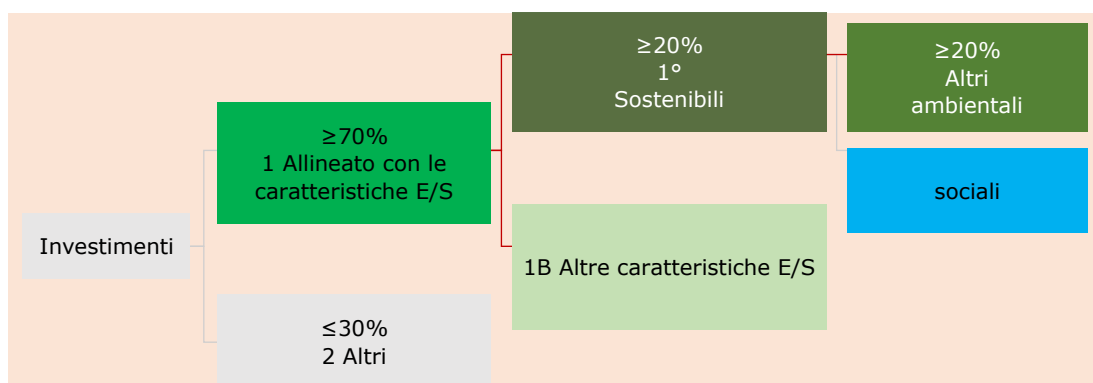 Investimenti
≥70%
1 Allineato con le
caratteristiche E/S
≤30%
2 Altri
≥20%
1°
Sostenibili
1B Altre caratteristiche E/S
≥20%
Altri
ambientali
sociali